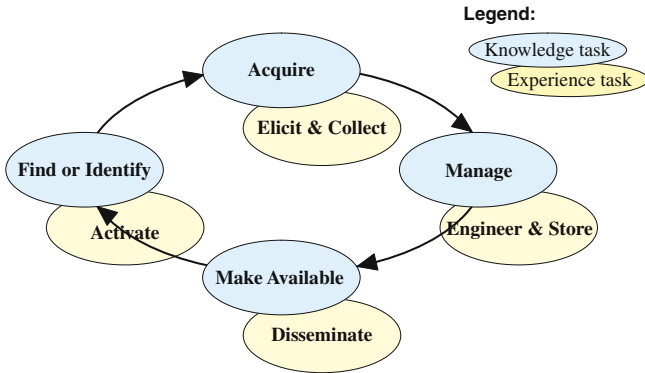 Legend:
Knowledge task
Experience task
Acquire
Elicit & Collect
Find or Identify
Manage
Activate
Engineer & Store
Make Available
Disseminate